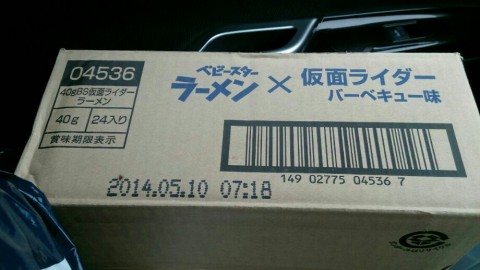 04536
40gBS仮面ライダー
ラーメン
40g 24入り
賞味期限表示
ベビースター
ラーメン × 仮面ライダー
バーベキュー味
149 02775 04536 7
2014.05.10 07:18